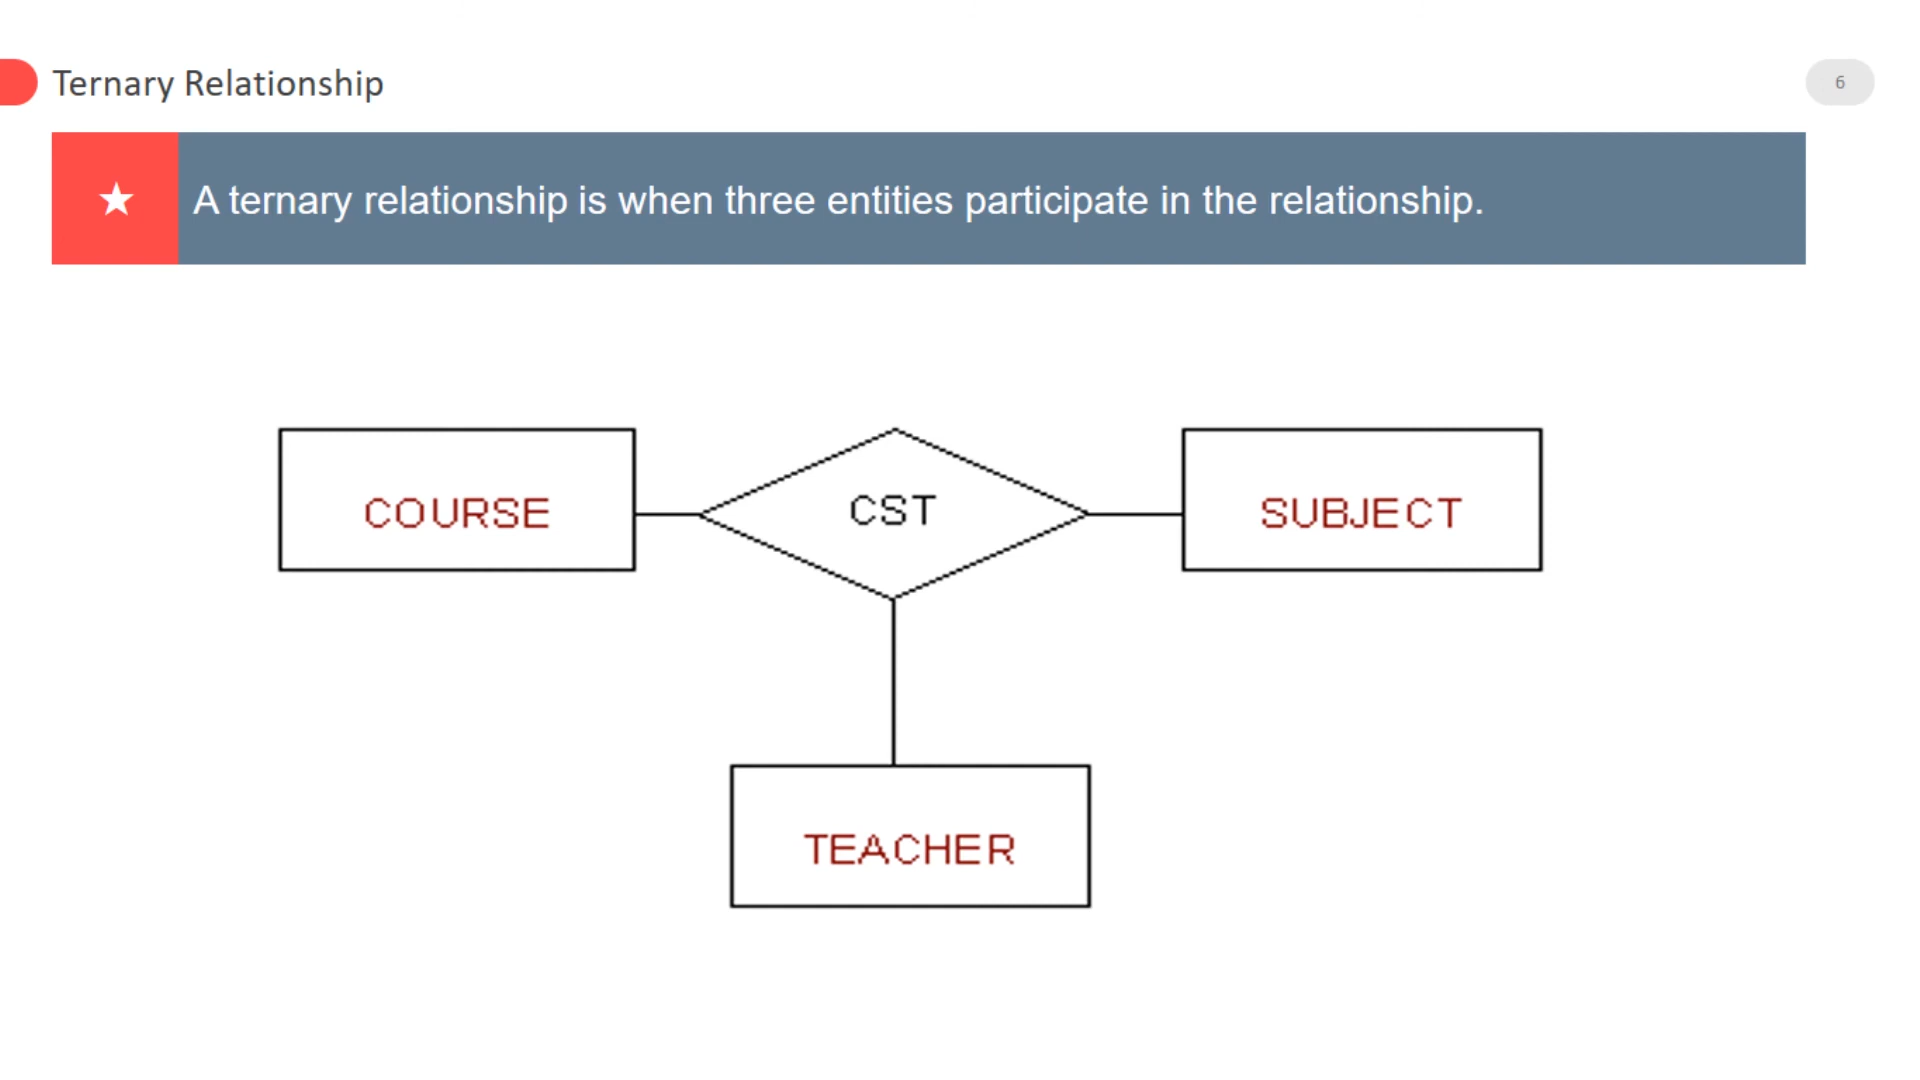 Ternary Relationship
6
A ternary relationship is when three entities participate in the relationship.
COURSE
CST
SUBJECT
TEACHER